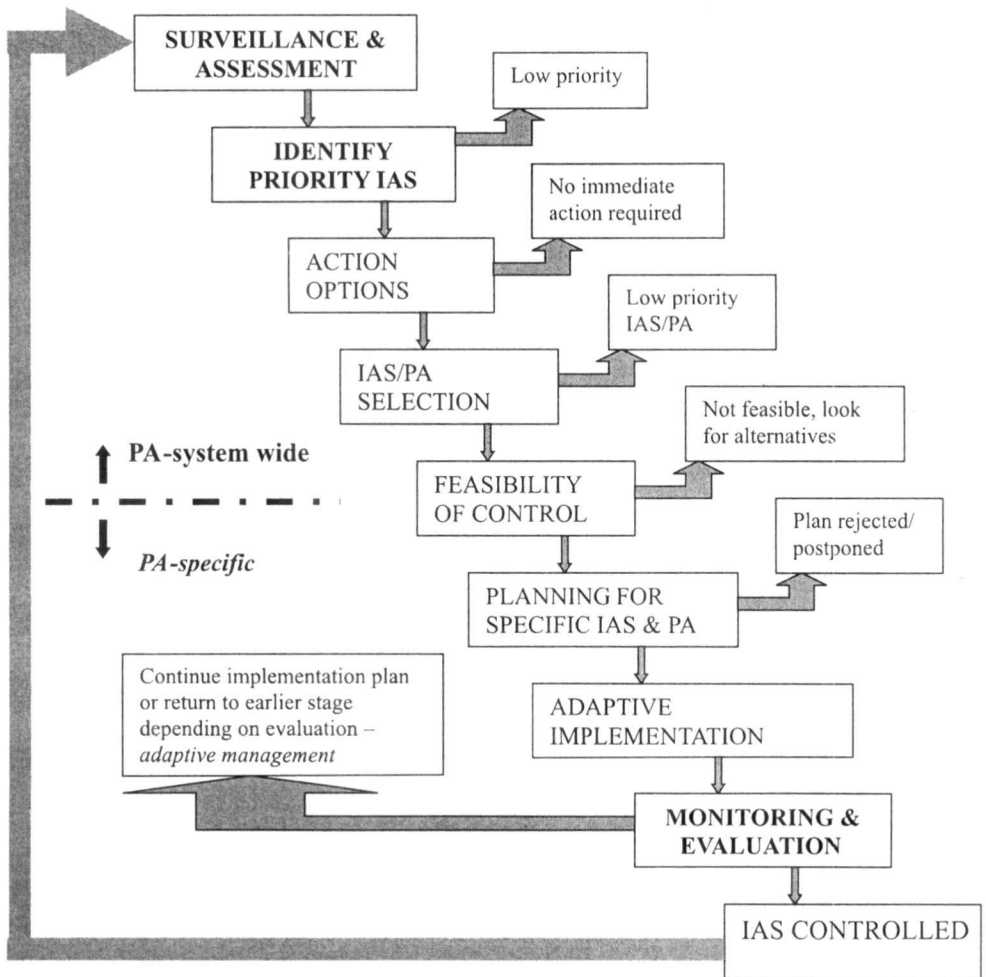 SURVEILLANCE &
ASSESSMENT
Low priority
IDENTIFY
PRIORITY IAS
No immediate
action required
ACTION
OPTIONS
Low priority
IAS/PA
IAS/PA
SELECTION
Not feasible, look
for alternatives
PA-system wide
FEASIBILITY
OF CONTROL
Plan rejected/
postponed
PA-specific
PLANNING FOR
SPECIFIC IAS & PA
Continue implementation plan
or return to earlier stage
depending on evaluation –
adaptive management
ADAPTIVE
IMPLEMENTATION
MONITORING &
EVALUATION
IAS CONTROLLED